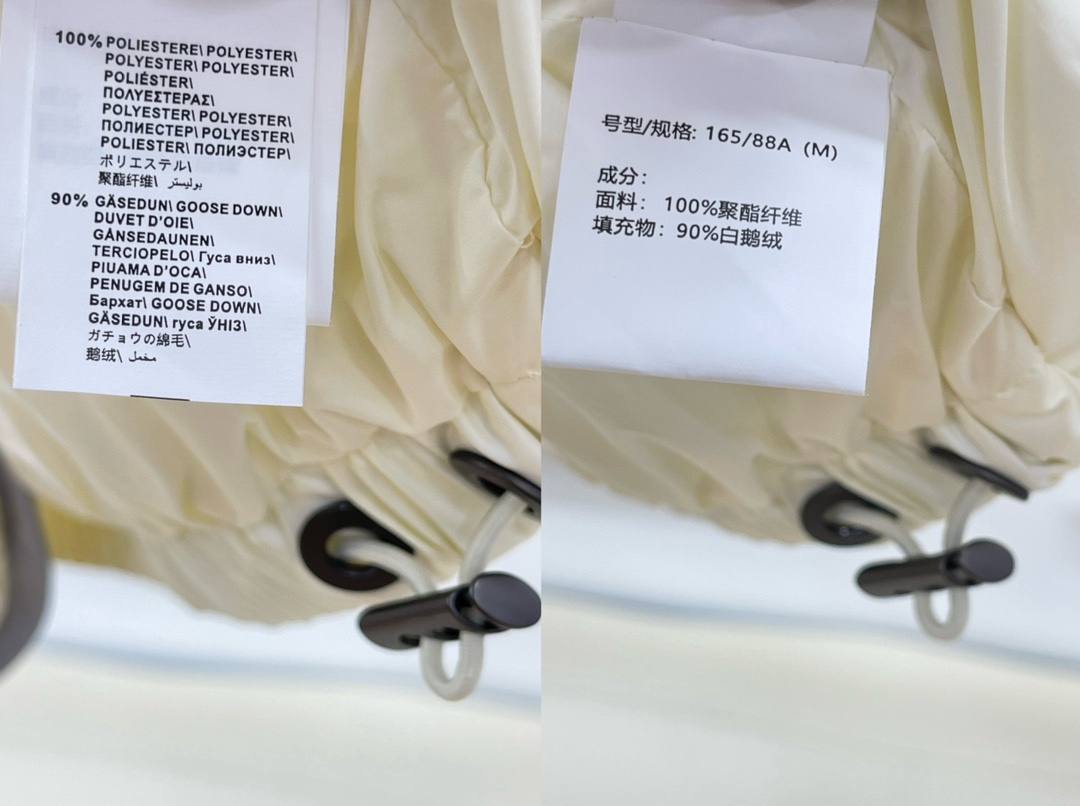 100% POLIESTERE\ POLYESTER\
POLYESTER\ POLYESTER\
POLIÉSTER\
ΠΟΛΥΕΣΤΕΡΑΣ\
POLYESTER\ POLYESTER\
ПОЛИЕСТЕР\ POLYESTER\
POLIESTER\ ПОЛИЭСТЕР\
ポリエステル\
聚酯纤维\ بوليستر
90% GÄSEDUN\ GOOSE DOWN\
DUVET D'OIE\
GÄNSEDAUNEN\
TERCIOPELO\ Гуса вниз\
PIUAMA D'OCA\
PENUGEM DE GANSO\
Бархат\ GOOSE DOWN\
GÄSEDUN\ гуса ЎНІЗ\
ガチョウの綿毛\
鹅绒\ مخمل
号型/规格: 165/88A (M)
成分:
面料: 100%聚酯纤维
填充物: 90%白鹅绒